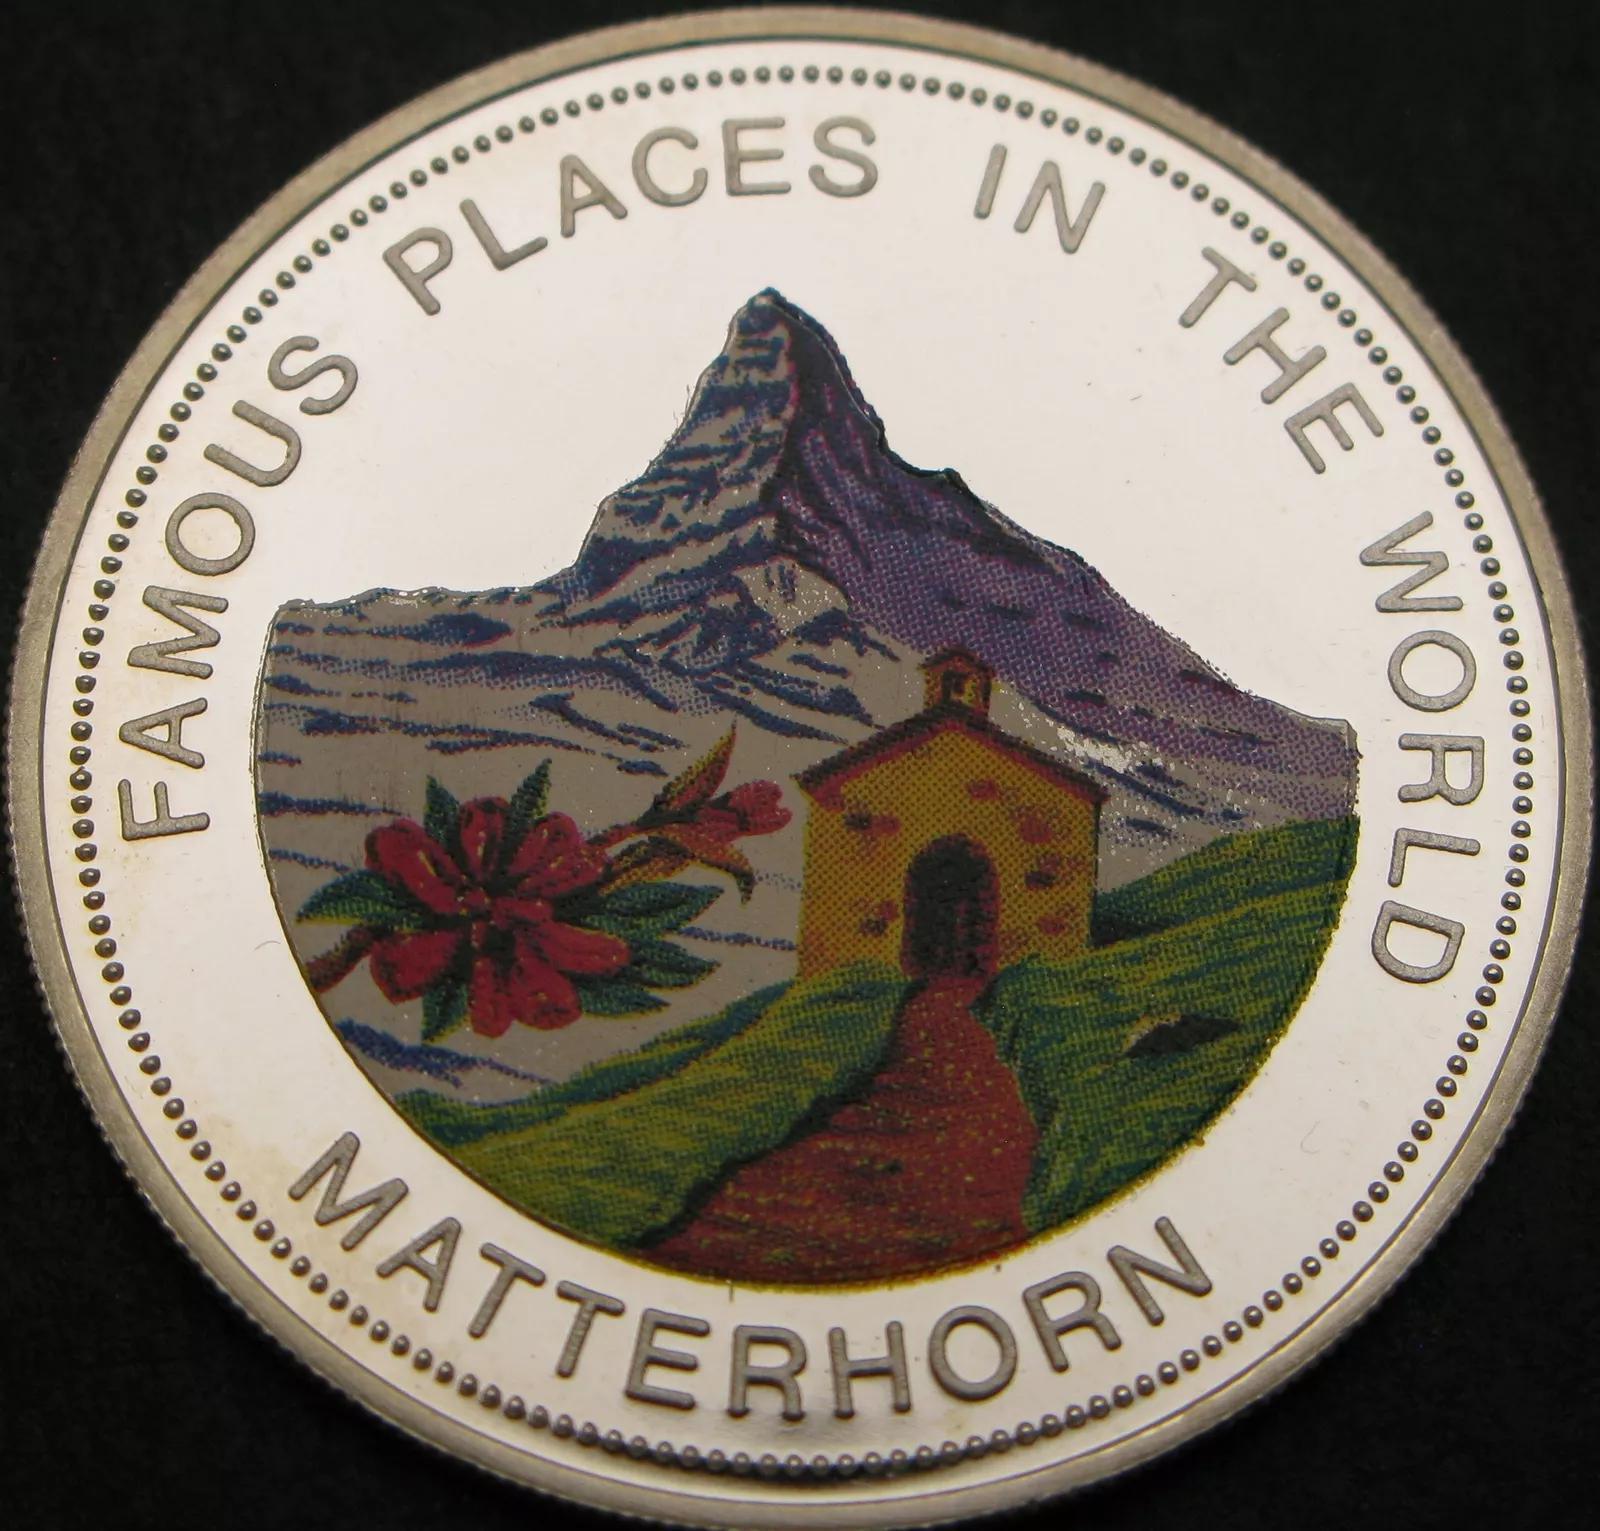 FAMOUS PLACES IN THE WORLD
MATTERHORN